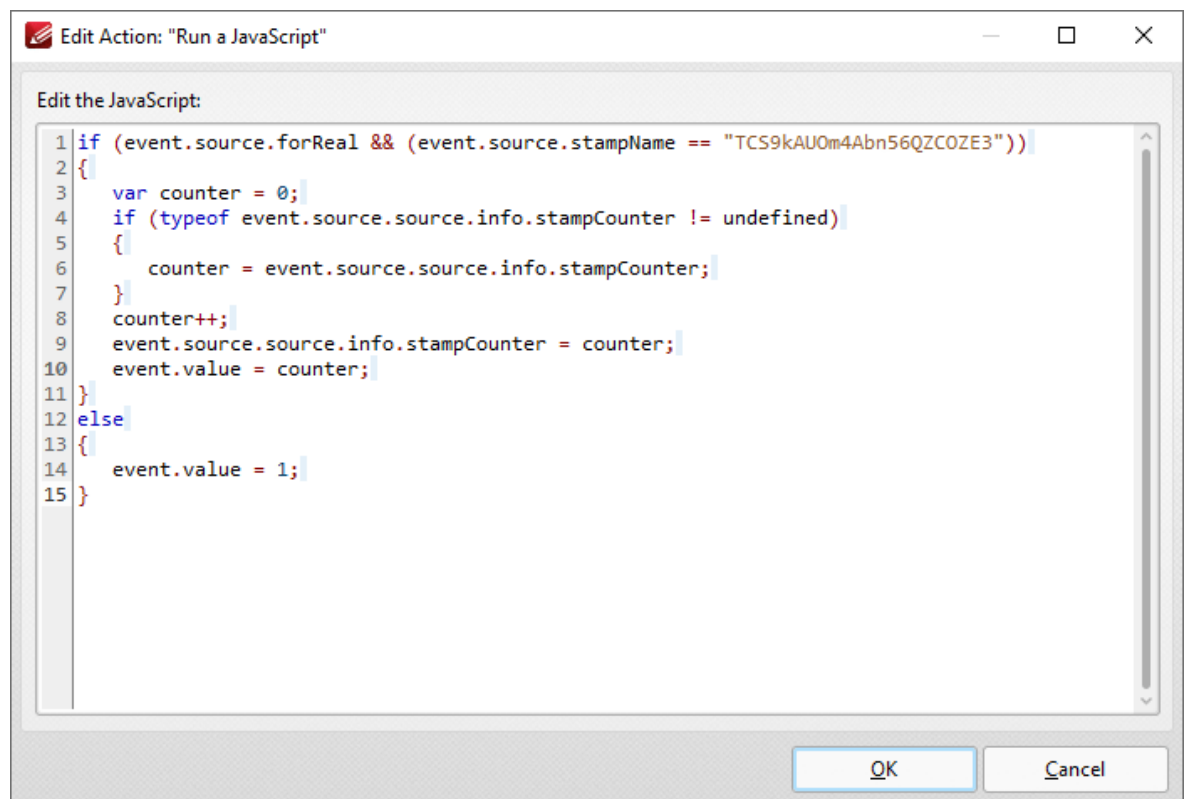 Edit Action: "Run a JavaScript"
Edit the JavaScript:
1 if (event.source.forReal && (event.source.stampName == "TCS9kAUOm4Abn56QZCOZE3"))
2 {
3    var counter = 0;
4    if (typeof event.source.source.info.stampCounter != undefined)
5    {
6       counter = event.source.source.info.stampCounter;
7    }
8    counter++;
9    event.source.source.info.stampCounter = counter;
10    event.value = counter;
11 }
12 else
13 {
14    event.value = 1;
15 }
OK Cancel